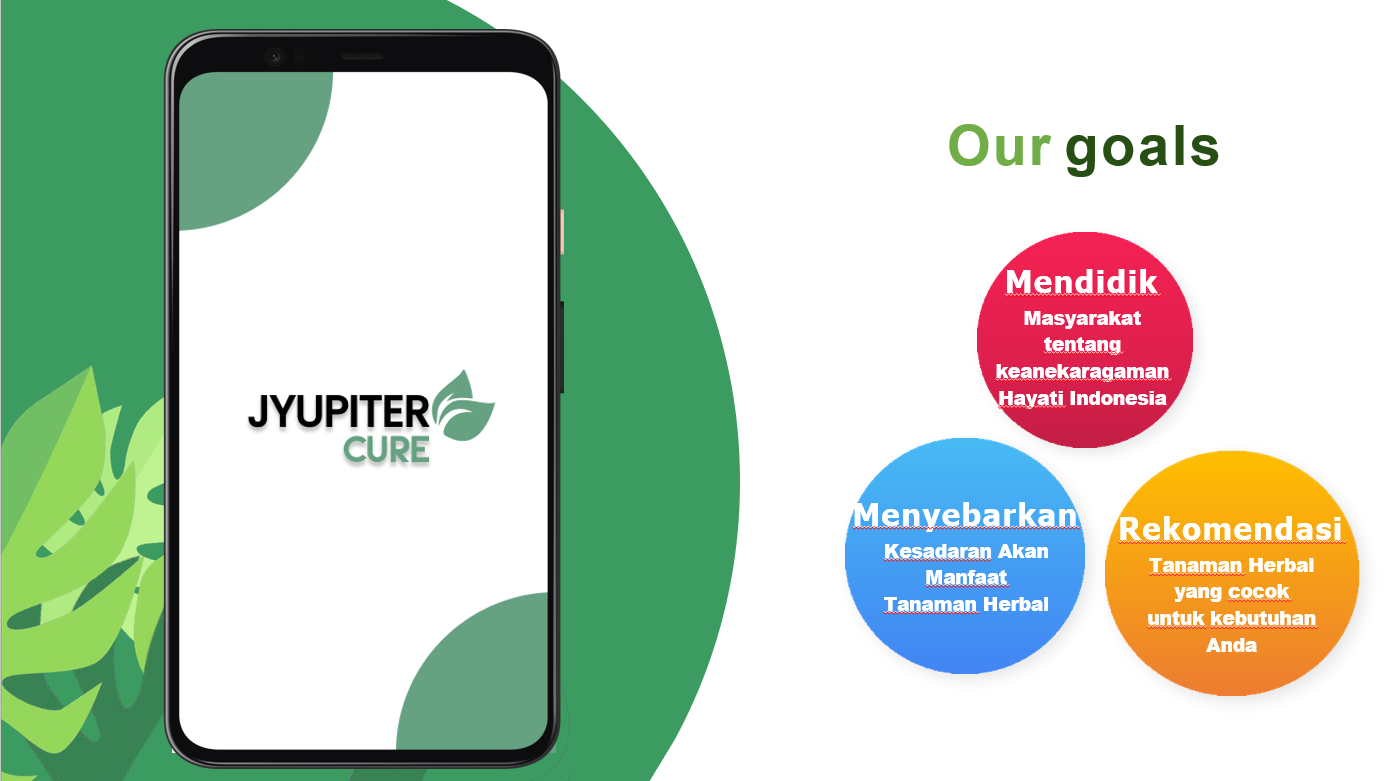 JYUPITER
CURE
Our goals
Mendidik
Masyarakat
tentang
keanekaragaman
Hayati Indonesia
Menyebarkan
Kesadaran Akan
Manfaat
Tanaman Herbal
Rekomendasi
Tanaman Herbal
yang cocok
untuk kebutuhan
Anda